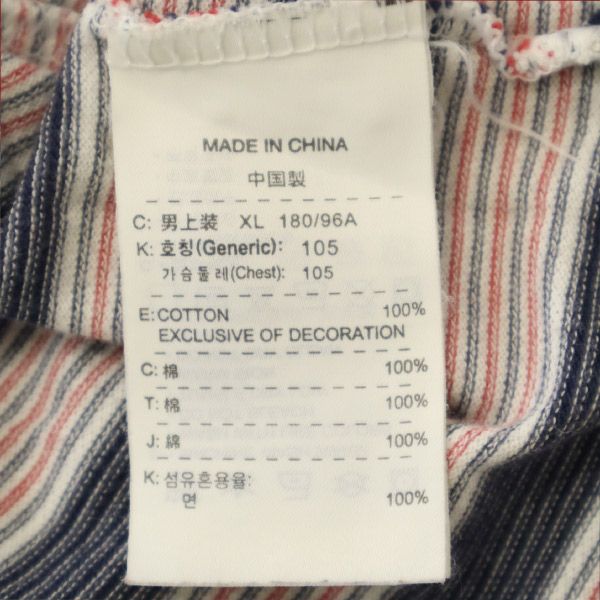 MADE IN CHINA
中国製
C: 男上装 XL 180/96A
K: 호칭(Generic): 105
가슴둘레(Chest): 105
E: COTTON 100%
EXCLUSIVE OF DECORATION
C: 棉 100%
T: 棉 100%
J: 綿 100%
K: 섬유혼용율:
면 100%